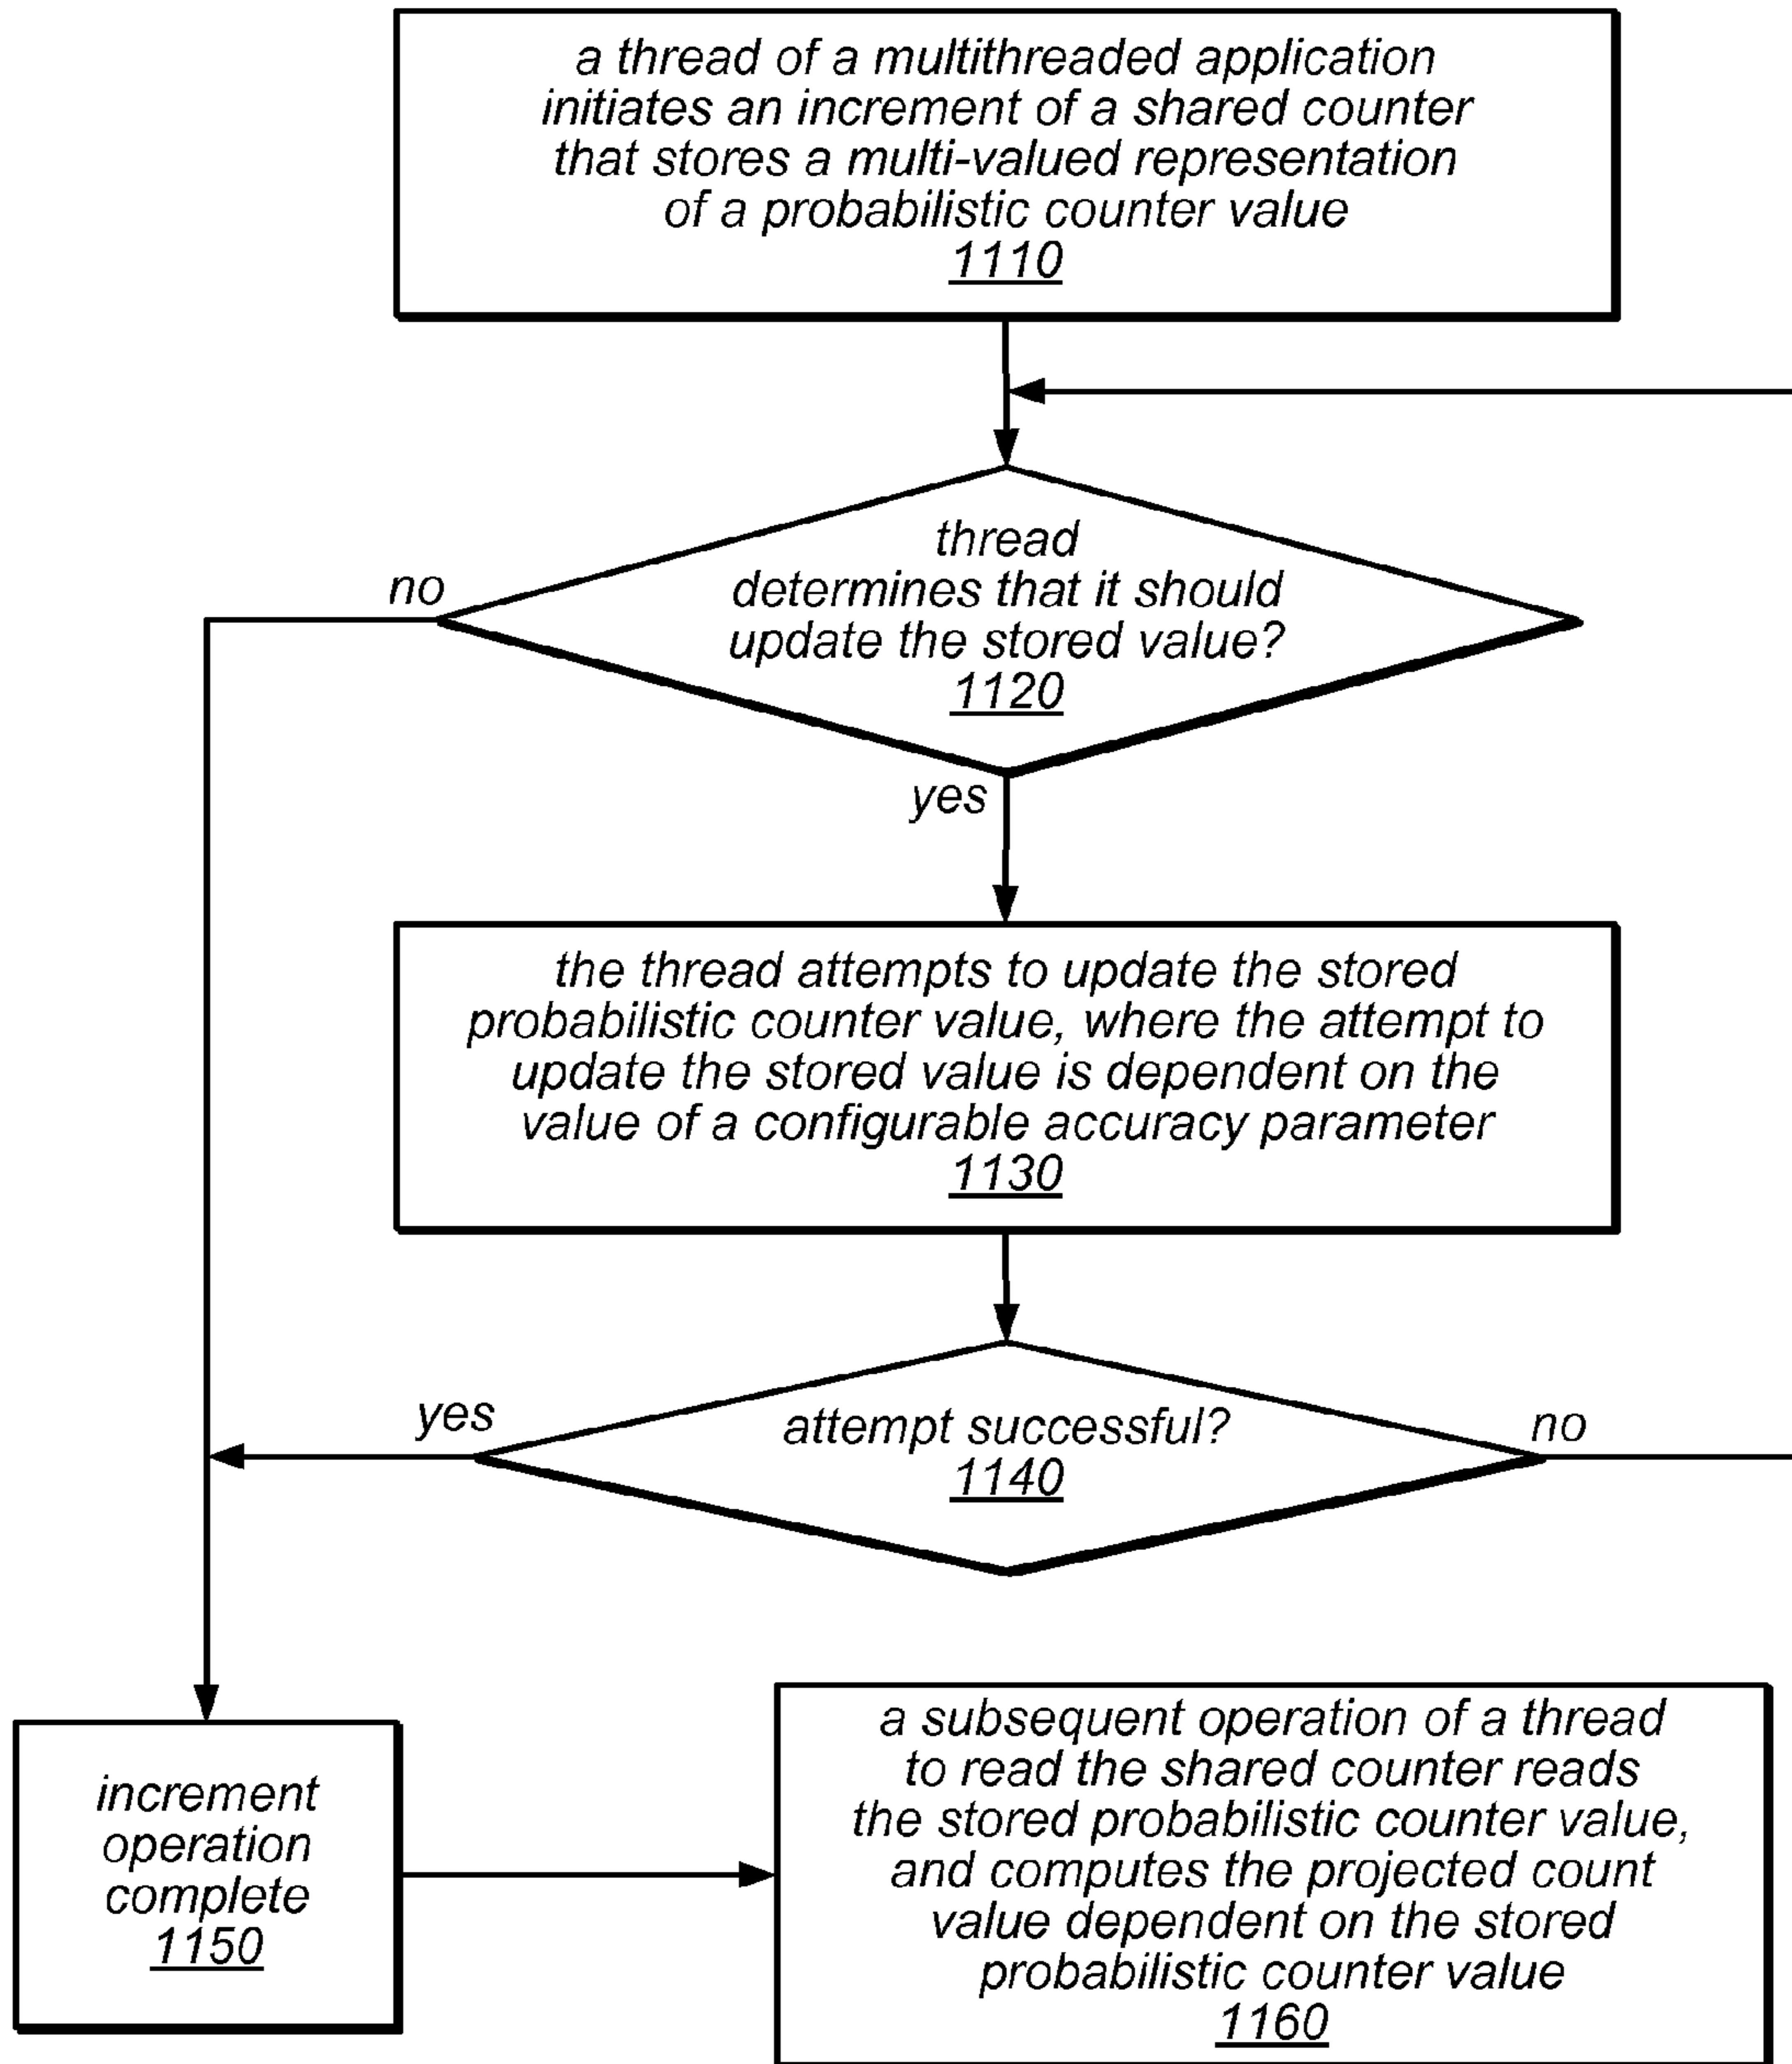 a thread of a multithreaded application
initiates an increment of a shared counter
that stores a multi-valued representation
of a probabilistic counter value
1110
thread
determines that it should
update the stored value?
1120
no
yes
the thread attempts to update the stored
probabilistic counter value, where the attempt to
update the stored value is dependent on the
value of a configurable accuracy parameter
1130
attempt successful?
1140
yes
no
increment
operation
complete
1150
a subsequent operation of a thread
to read the shared counter reads
the stored probabilistic counter value,
and computes the projected count
value dependent on the stored
probabilistic counter value
1160